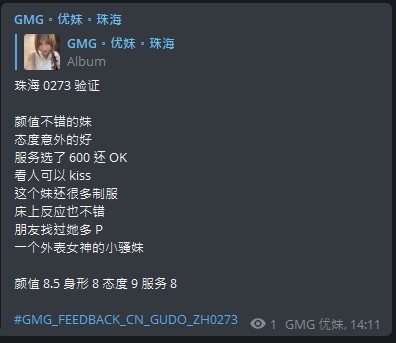 GMG。优妹。珠海
GMG。优妹。珠海
Album
珠海 0273 验证
颜值不错的妹
态度意外的好
服务选了 600 还 OK
看人可以 kiss
这个妹还很多制服
床上反应也不错
朋友找过她多 P
一个外表女神的小骚妹
颜值 8.5 身形 8 态度 9 服务 8
#GMG_FEEDBACK_CN_GUDO_ZH0273
1 GMG 优妹, 14:11